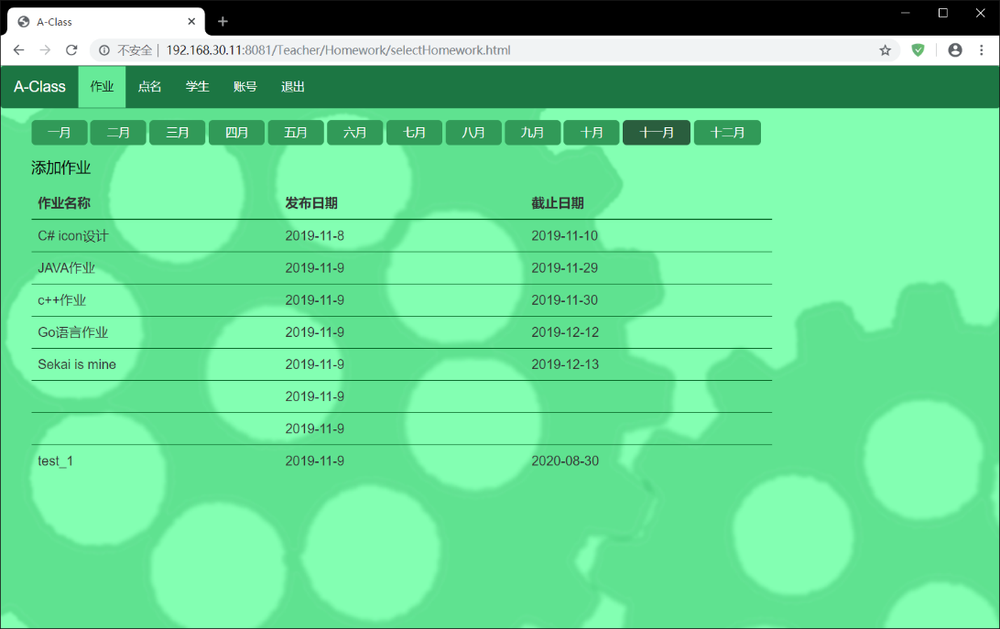 A-Class
不安全 | 192.168.30.11:8081/Teacher/Homework/selectHomework.html
A-Class 作业 点名 学生 账号 退出
一月 二月 三月 四月 五月 六月 七月 八月 九月 十月 十一月 十二月
添加作业
作业名称 发布日期 截止日期
C# icon设计 2019-11-8 2019-11-10
JAVA作业 2019-11-9 2019-11-29
c++作业 2019-11-9 2019-11-30
Go语言作业 2019-11-9 2019-12-12
Sekai is mine 2019-11-9 2019-12-13
2019-11-9
2019-11-9
test_1 2019-11-9 2020-08-30